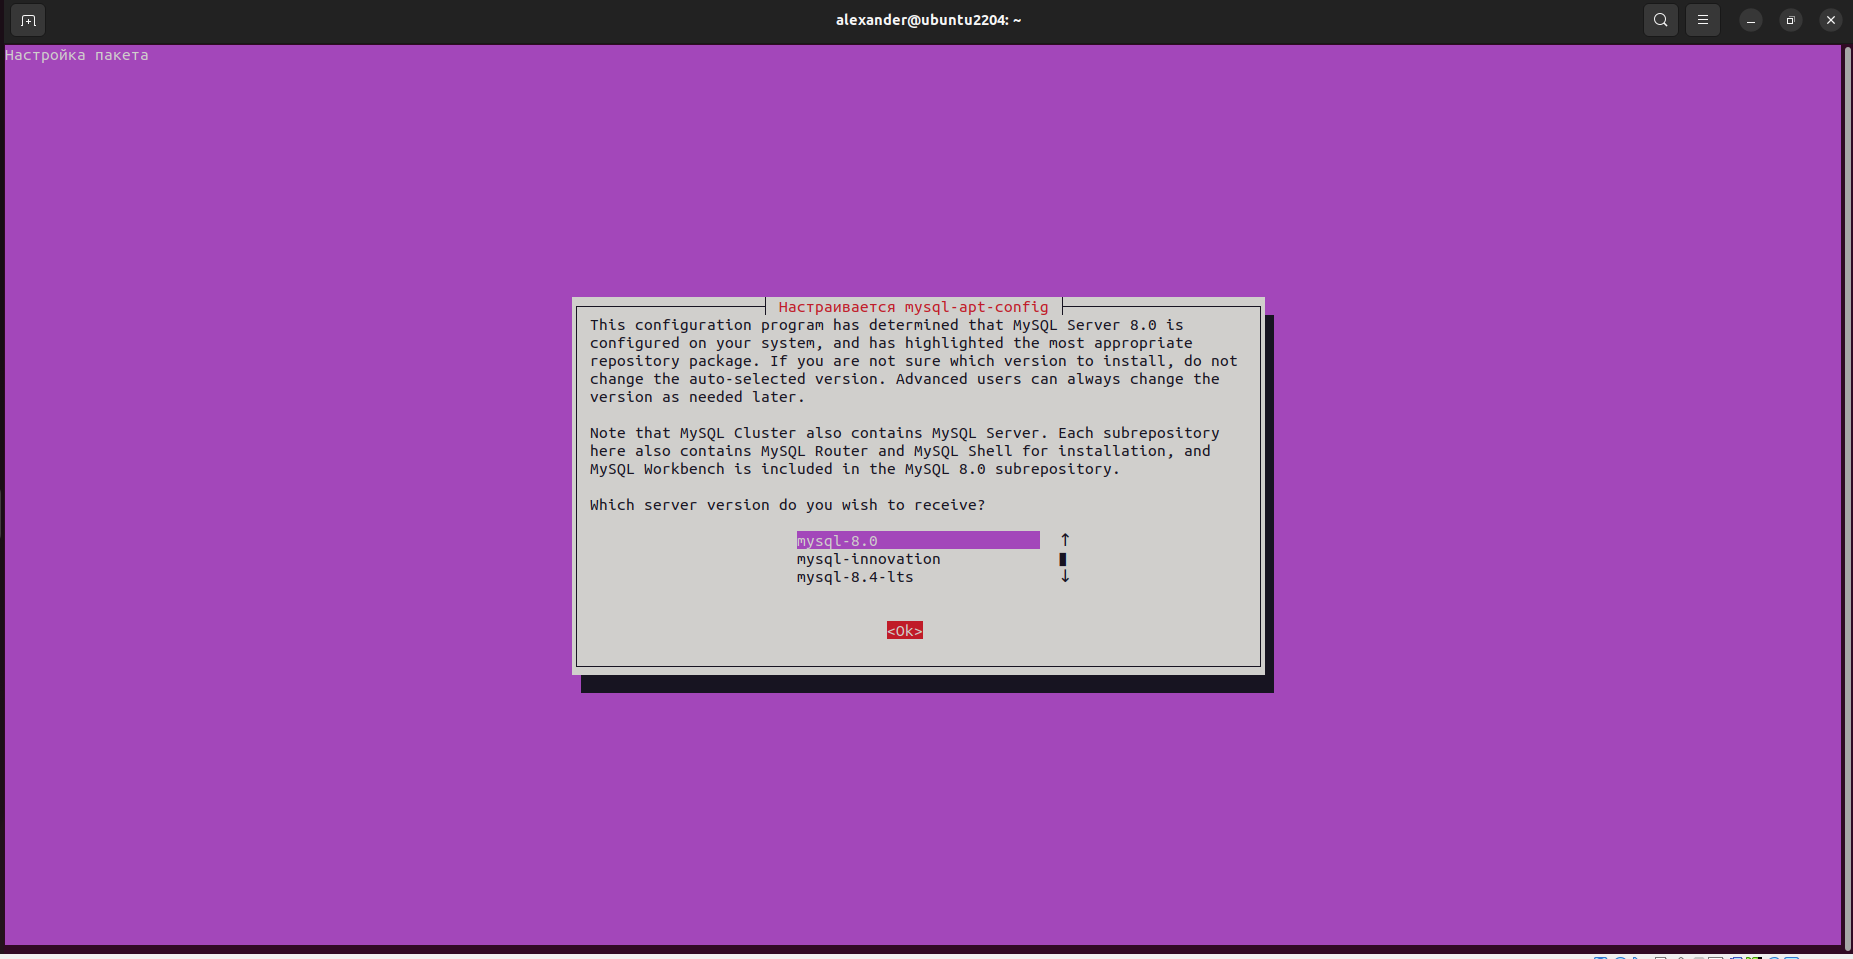 alexander@ubuntu2204: ~
Настройка пакета
Настраивается mysql-apt-config
This configuration program has determined that MySQL Server 8.0 is
configured on your system, and has highlighted the most appropriate
repository package. If you are not sure which version to install, do not
change the auto-selected version. Advanced users can always change the
version as needed later.
Note that MySQL Cluster also contains MySQL Server. Each subrepository
here also contains MySQL Router and MySQL Shell for installation, and
MySQL Workbench is included in the MySQL 8.0 subrepository.
Which server version do you wish to receive?
mysql-8.0
mysql-innovation
mysql-8.4-lts
<Ok>